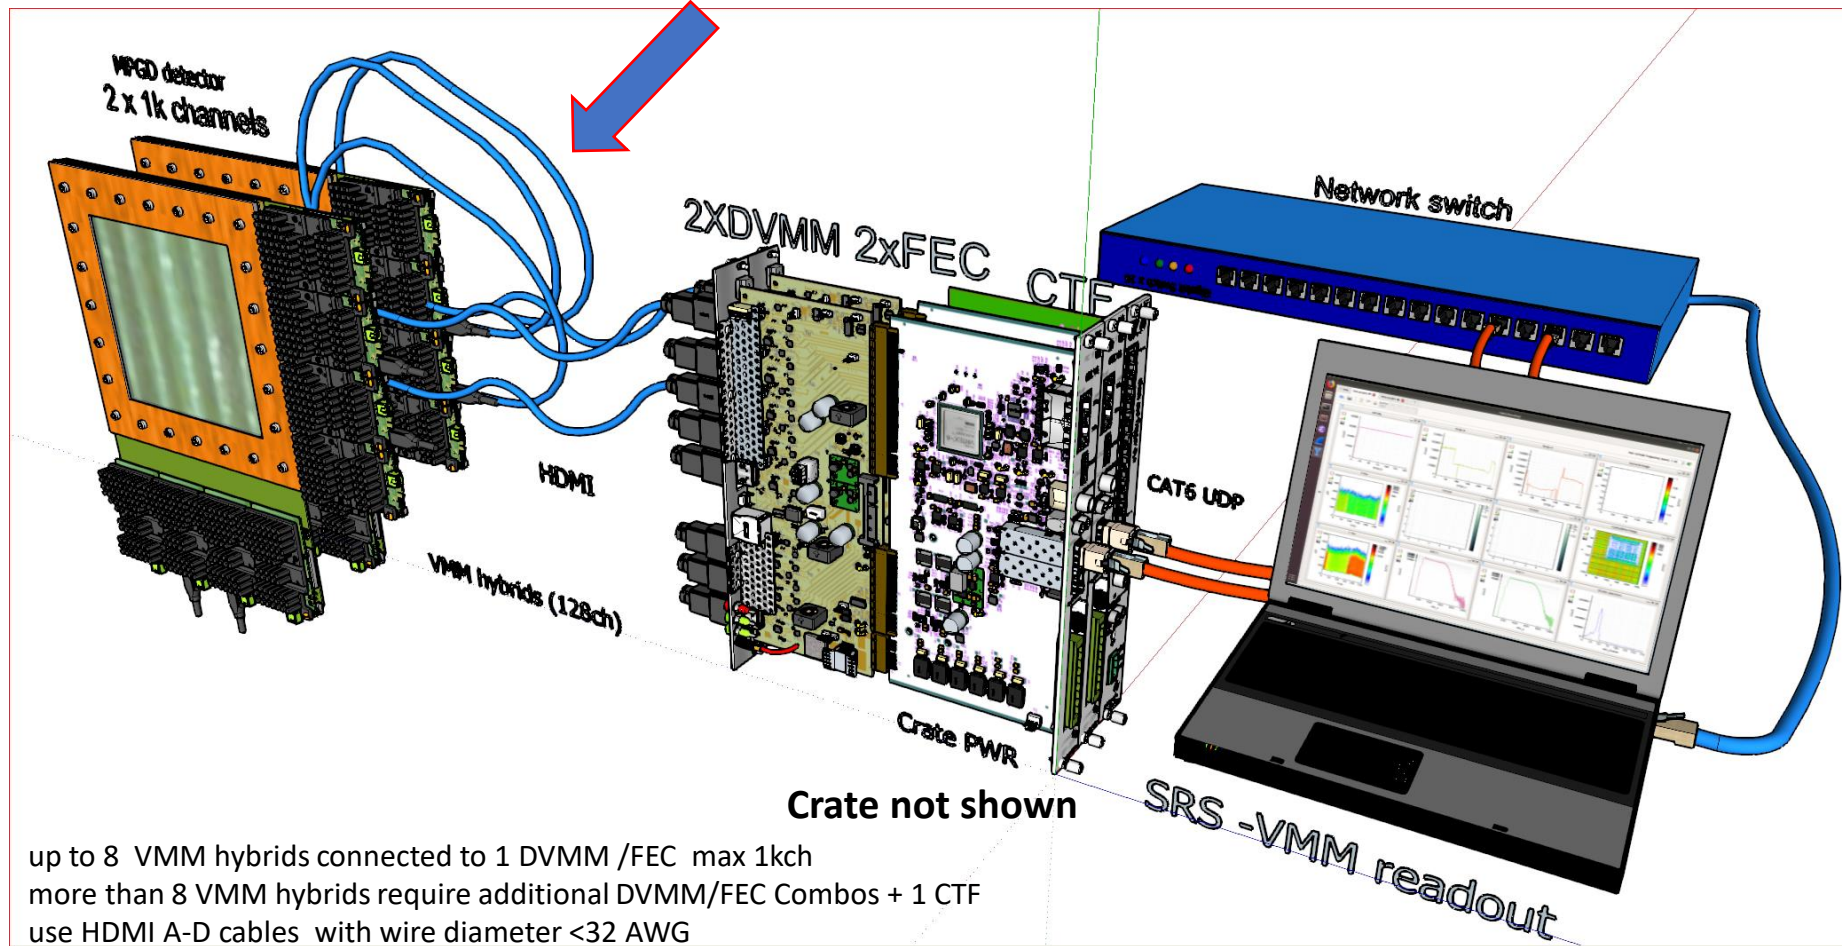 MPGD detector
2 x 1k channels
2XDVMM 2xFEC
CTF
Network switch
HDMI
CAT6 UDP
VMM hybrids (128ch)
Crate PWR
Crate not shown
SRS -VMM readout
up to 8 VMM hybrids connected to 1 DVMM /FEC max 1kch
more than 8 VMM hybrids require additional DVMM/FEC Combos + 1 CTF
use HDMI A-D cables with wire diameter <32 AWG